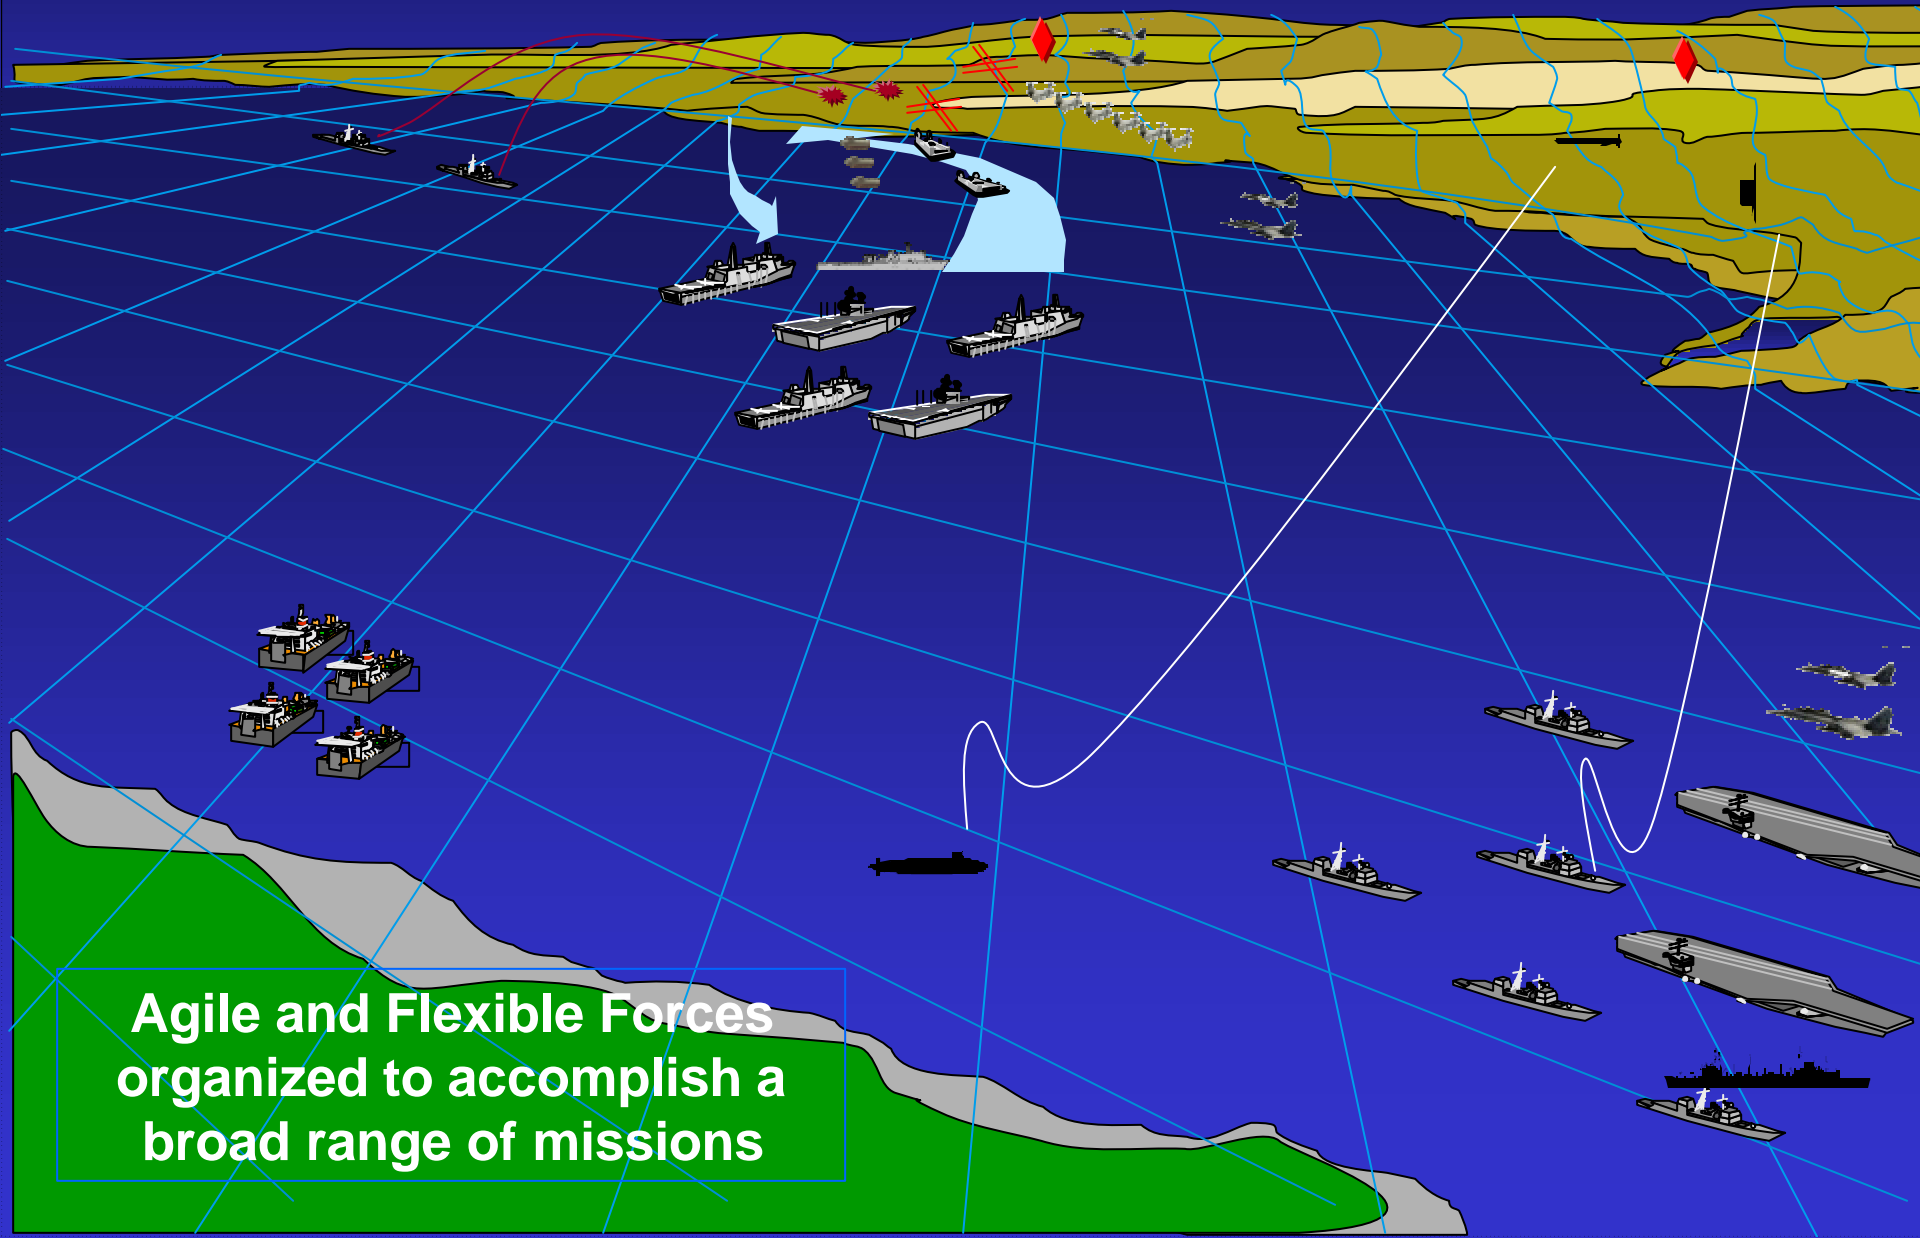 Agile and Flexible Forces
organized to accomplish a
broad range of missions